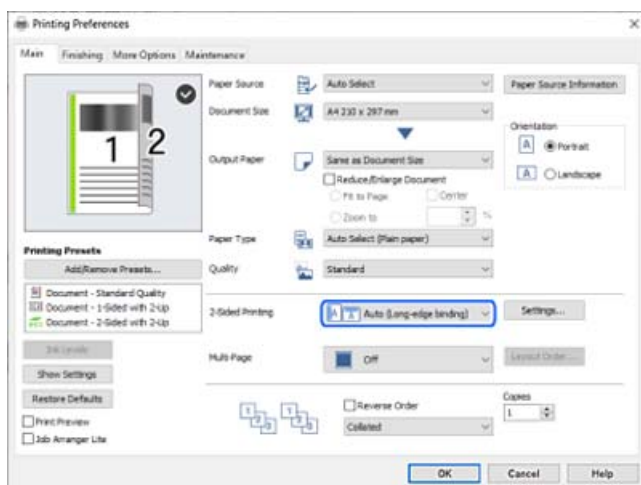 Printing Preferences
Main Finishing More Options Maintenance
1 2
Paper Source Auto Select Paper Source Information
Document Size A4 210 x 297 mm
Orientation
A Portrait
A Landscape
Output Paper Same as Document Size
Reduce/Enlarge Document
Fit to Page Center
Zoom to %
Paper Type Auto Select (Plain paper)
Printing Presets
Add/Remove Presets...
Quality Standard
Document - Standard Quality
Document - 1-Sided with 2-Up
Document - 2-Sided with 2-Up
2-Sided Printing Auto (Long-edge binding) Settings...
Ink Levels
Multi-Page Off Layout Order...
Show Settings
Restore Defaults
Print Preview
Job Arranger Lite
Reverse Order
Collated
Copies
1
OK Cancel Help